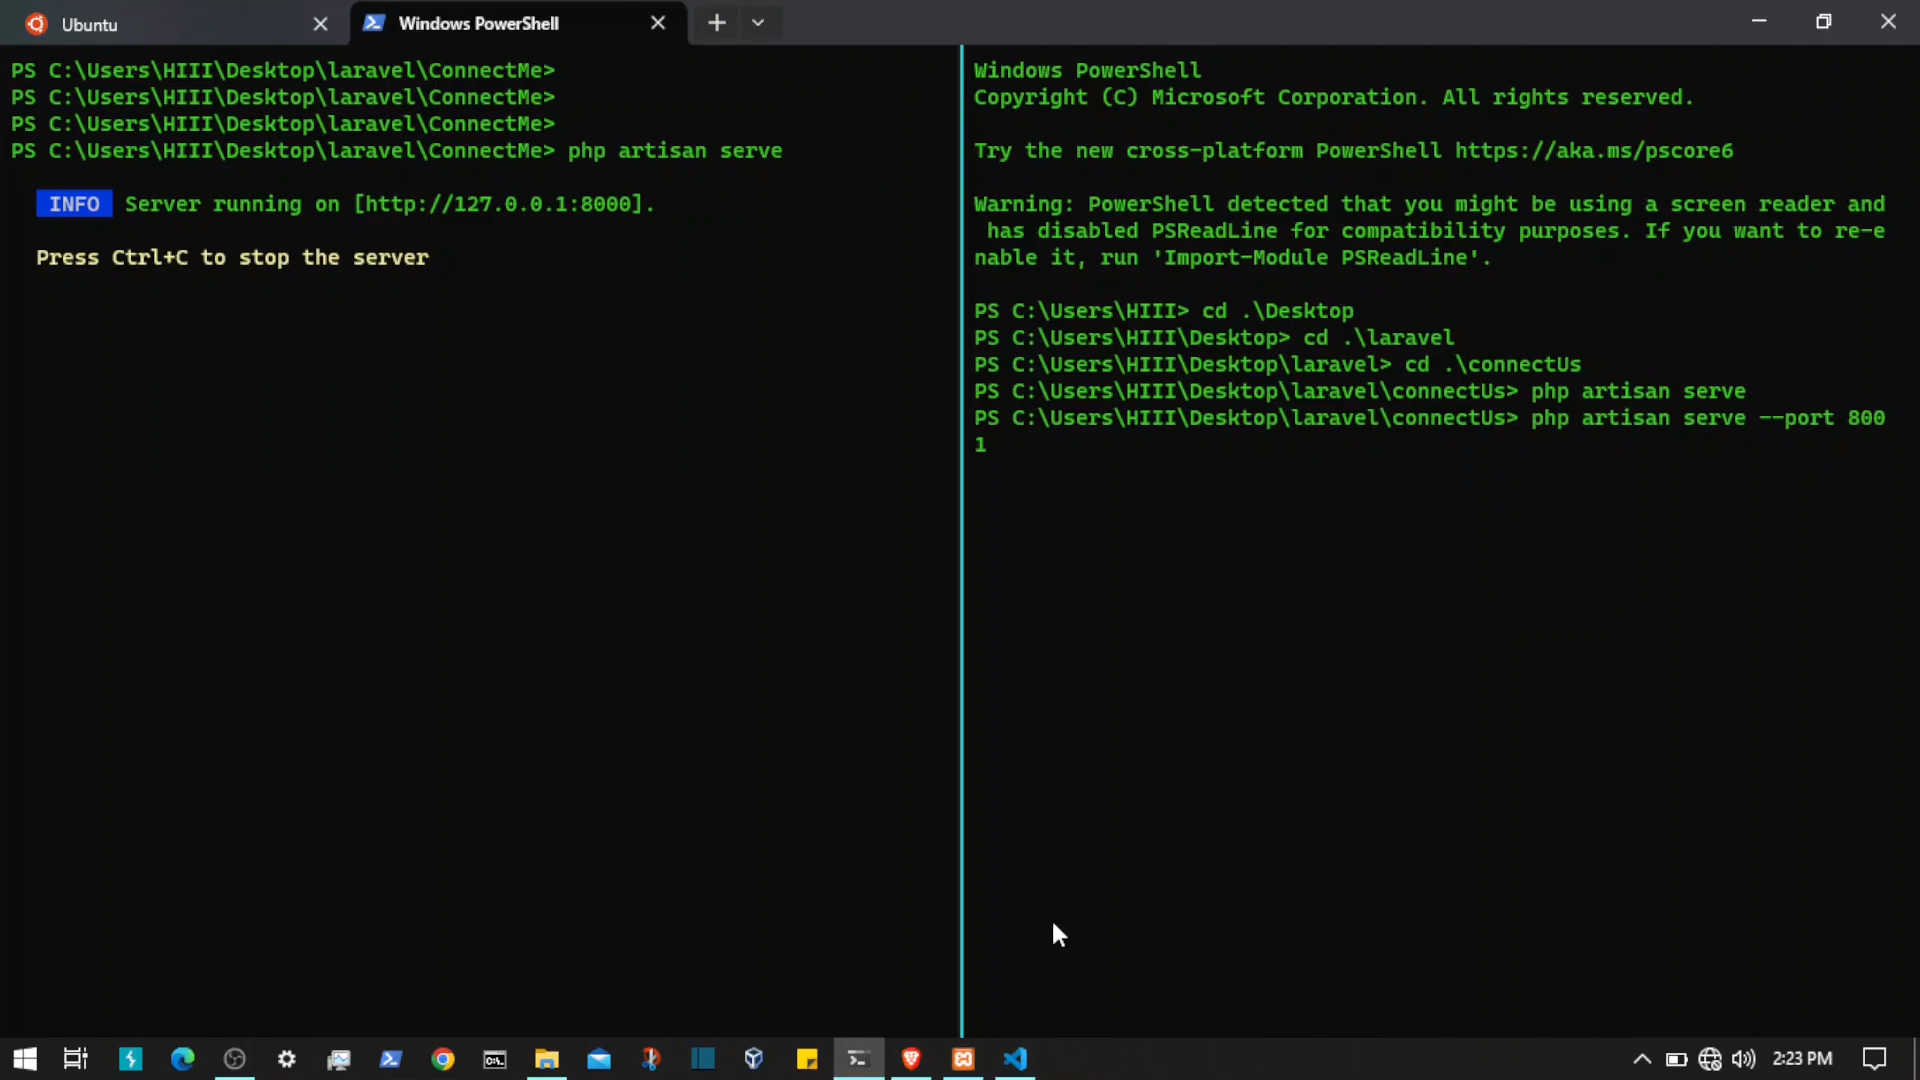 Ubuntu
Windows PowerShell
PS C:\Users\HIII\Desktop\laravel\ConnectMe>
PS C:\Users\HIII\Desktop\laravel\ConnectMe>
PS C:\Users\HIII\Desktop\laravel\ConnectMe>
PS C:\Users\HIII\Desktop\laravel\ConnectMe> php artisan serve
INFO Server running on [http://127.0.0.1:8000].
Press Ctrl+C to stop the server
Windows PowerShell
Copyright (C) Microsoft Corporation. All rights reserved.
Try the new cross-platform PowerShell https://aka.ms/pscore6
Warning: PowerShell detected that you might be using a screen reader and
has disabled PSReadLine for compatibility purposes. If you want to re-e
nable it, run 'Import-Module PSReadLine'.
PS C:\Users\HIII> cd .\Desktop
PS C:\Users\HIII\Desktop> cd .\laravel
PS C:\Users\HIII\Desktop\laravel> cd .\connectUs
PS C:\Users\HIII\Desktop\laravel\connectUs> php artisan serve
PS C:\Users\HIII\Desktop\laravel\connectUs> php artisan serve --port 800
1
2:23 PM